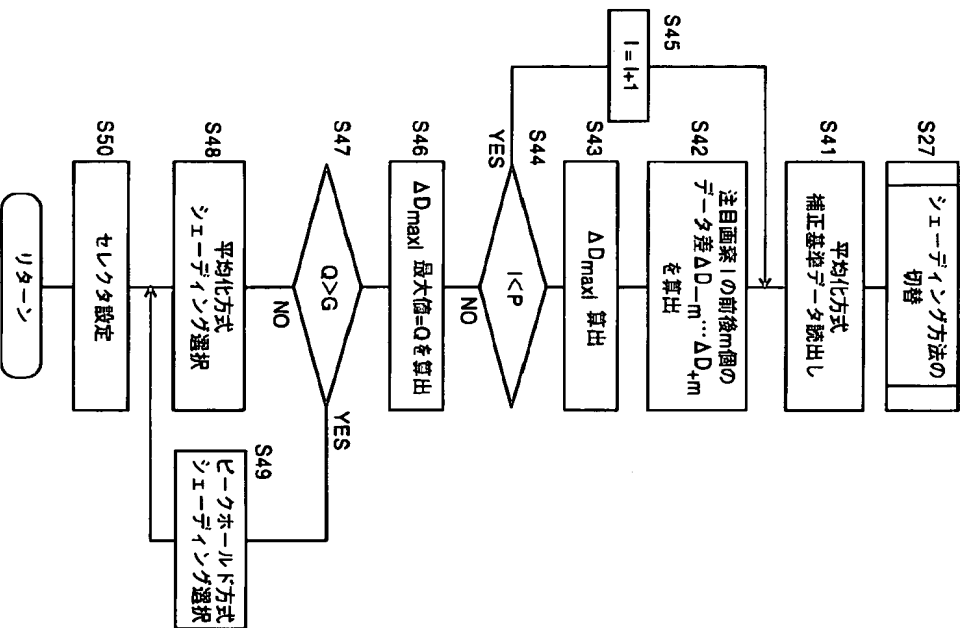 S27
シェーディング方法の
切替
S41
平均化方式
補正基準データ読出し
S42
注目画素 I の前後m個の
データ差ΔD−m…ΔD+m
を算出
S43
ΔDmaxI 算出
S44
I<P
YES
NO
S45
I = I+1
S46
ΔDmaxI 最大値=Qを算出
S47
Q>G
YES
NO
S48
平均化方式
シェーディング選択
S49
ピークホールド方式
シェーディング選択
S50
セレクタ設定
リターン